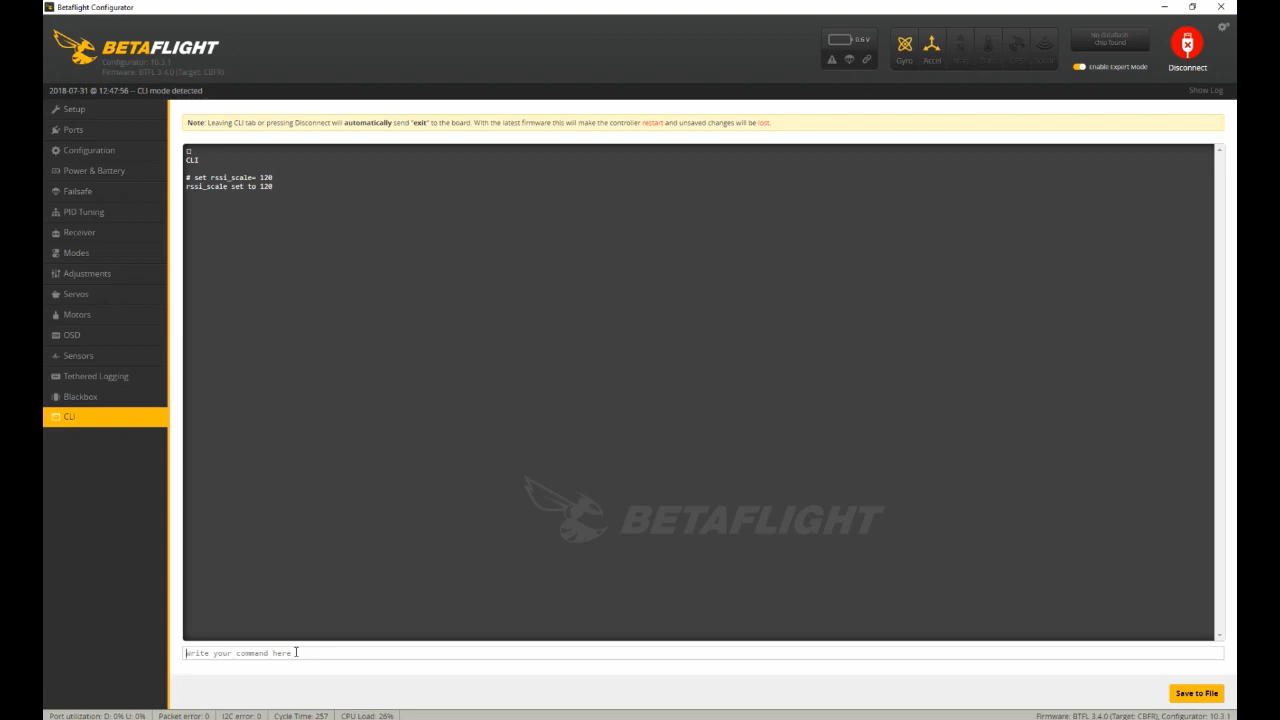 Betaflight Configurator
BETAFLIGHT
Configurator: 10.3.1
Firmware: BTFL 3.4.0 (Target: CBFR)
0.6 V
Gyro
Accel
No dataflash
chip found
Enable Expert Mode
Disconnect
2018-07-31 @ 12:47:56 -- CLI mode detected
Show Log
Setup
Ports
Configuration
Power & Battery
Failsafe
PID Tuning
Receiver
Modes
Adjustments
Servos
Motors
OSD
Sensors
Tethered Logging
Blackbox
CLI
Note: Leaving CLI tab or pressing Disconnect will automatically send "exit" to the board. With the latest firmware this will make the controller restart and unsaved changes will be lost.
CLI
# set rssi_scale= 120
rssi_scale set to 120
BETAFLIGHT
Write your command here
Save to File
Port utilization: D: 0% U: 0%
Packet error: 0
I2C error: 0
Cycle Time: 257
CPU Load: 26%
Firmware: BTFL 3.4.0 (Target: CBFR), Configurator: 10.3.1